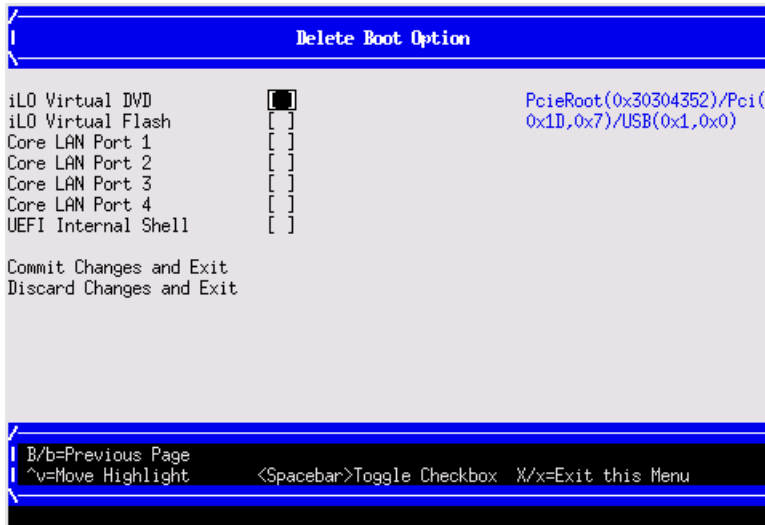 Delete Boot Option
iLO Virtual DVD [ ] PcieRoot(0x30304352)/Pci(
iLO Virtual Flash [ ] 0x1D,0x7)/USB(0x1,0x0)
Core LAN Port 1 [ ]
Core LAN Port 2 [ ]
Core LAN Port 3 [ ]
Core LAN Port 4 [ ]
UEFI Internal Shell [ ]
Commit Changes and Exit
Discard Changes and Exit
B/b=Previous Page
^v=Move Highlight <Spacebar>Toggle Checkbox X/x=Exit this Menu